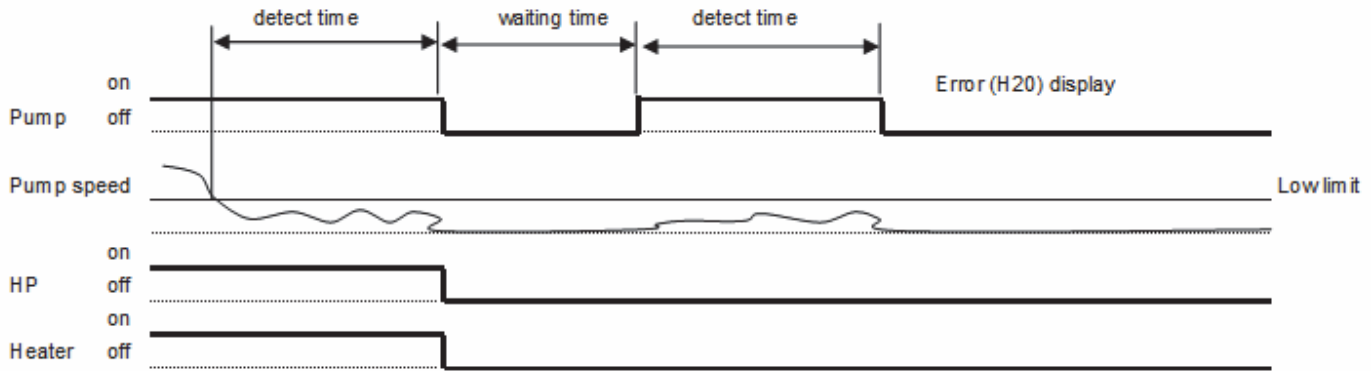 detect time waiting time detect time
on Error (H20) display
Pump off
Pump speed Low limit
on
HP off
on
Heater off